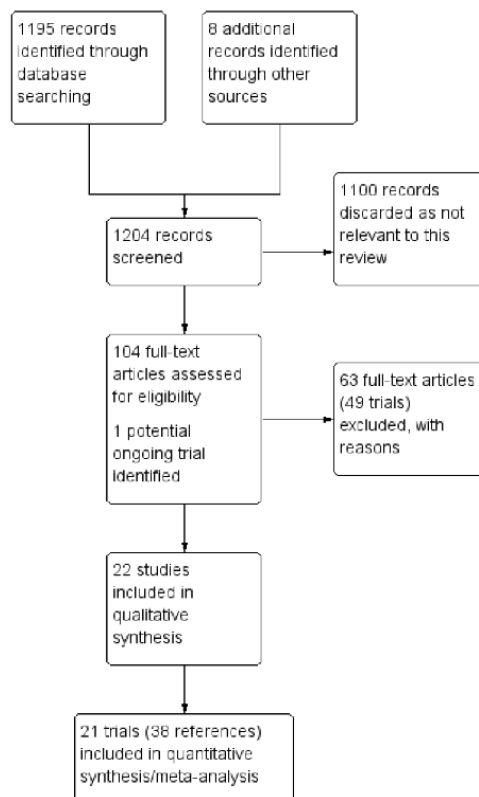 1195 records
identified through
database
searching
8 additional
records identified
through other
sources
1204 records
screened
1100 records
discarded as not
relevant to this
review
104 full-text
articles assessed
for eligibility
1 potential
ongoing trial
identified
63 full-text articles
(49 trials)
excluded, with
reasons
22 studies
included in
qualitative
synthesis
21 trials (38 references)
included in quantitative
synthesis/meta-analysis